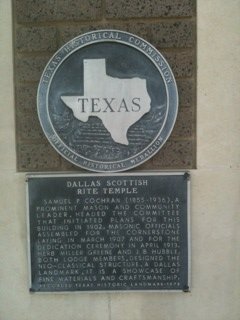 TEXAS HISTORICAL COMMISSION
TEXAS
OFFICIAL HISTORICAL MEDALLION
DALLAS SCOTTISH
RITE TEMPLE
SAMUEL P. COCHRAN (1855-1936), A
PROMINENT MASON AND COMMUNITY
LEADER, HEADED THE COMMITTEE
THAT INITIATED PLANS FOR THIS
BUILDING IN 1902. MASONIC OFFICIALS
ASSEMBLED FOR THE CORNERSTONE
LAYING IN MARCH 1907 AND FOR THE
DEDICATION CEREMONY IN APRIL 1913.
HERB MILLER GREENE AND J. B. HUBBLE,
BOTH LODGE MEMBERS, DESIGNED THE
NEO-CLASSICAL STRUCTURE. A DALLAS
LANDMARK, IT IS A SHOWCASE OF
FINE MATERIALS AND CRAFTSMANSHIP.
RECORDED TEXAS HISTORIC LANDMARK-1978